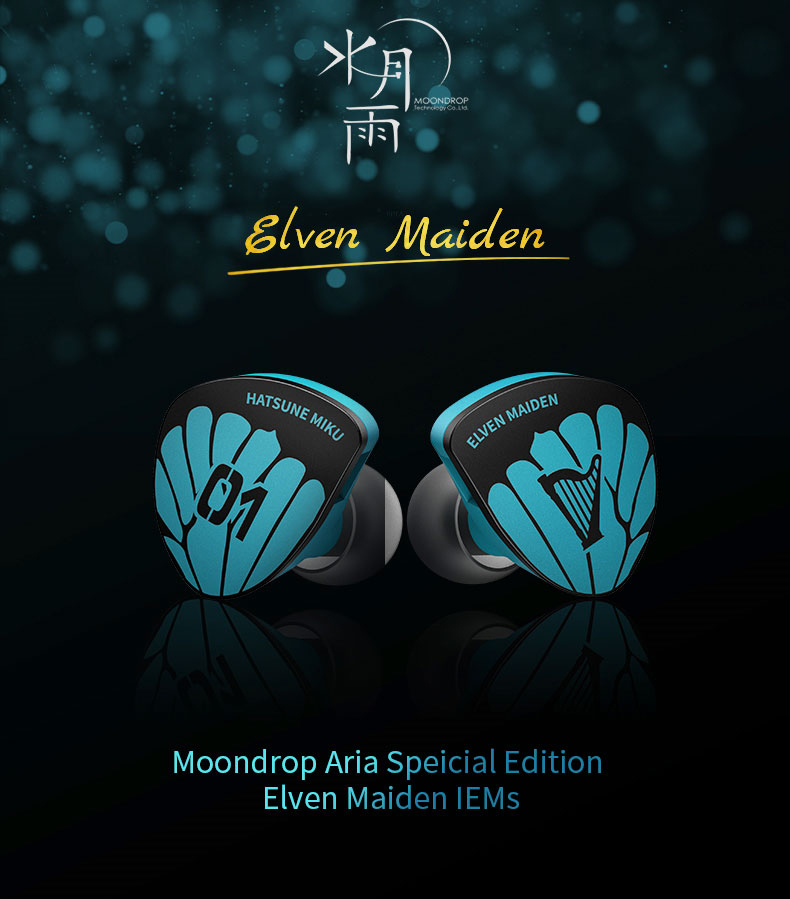 水月雨
MOONDROP
Technology Co.,Ltd.
Elven Maiden
HATSUNE MIKU
01
ELVEN MAIDEN
Moondrop Aria Speicial Edition
Elven Maiden IEMs